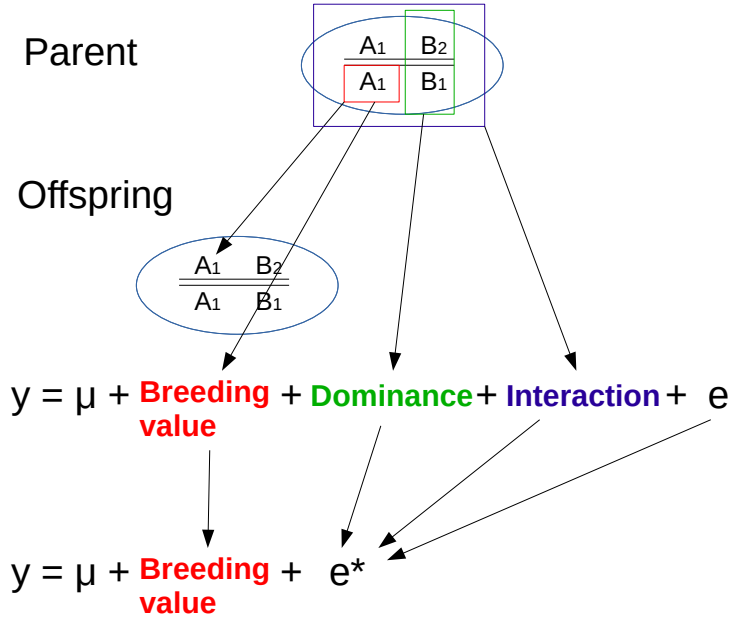 Parent
A1 B2
A1 B1
Offspring
A1 B2
A1 B1
y = μ + Breeding value + Dominance + Interaction + e
y = μ + Breeding value + e*